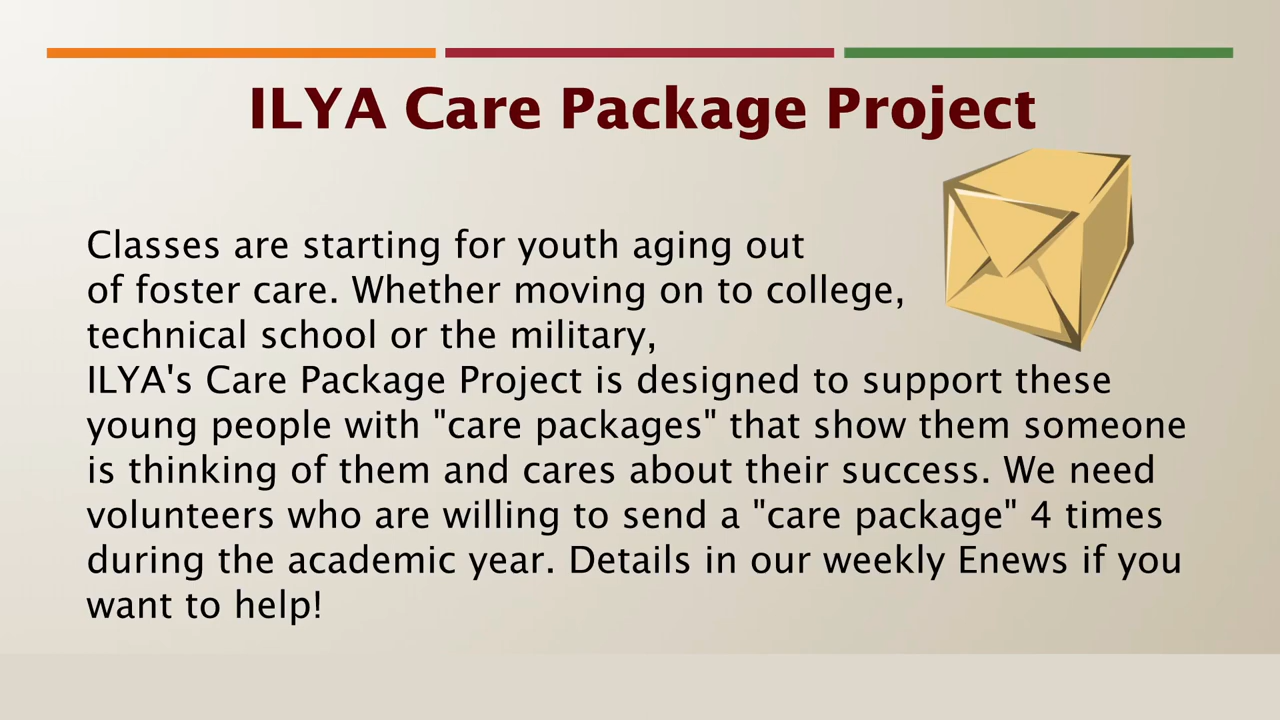 ILYA Care Package Project
Classes are starting for youth aging out
of foster care. Whether moving on to college,
technical school or the military,
ILYA's Care Package Project is designed to support these
young people with "care packages" that show them someone
is thinking of them and cares about their success. We need
volunteers who are willing to send a "care package" 4 times
during the academic year. Details in our weekly Enews if you
want to help!